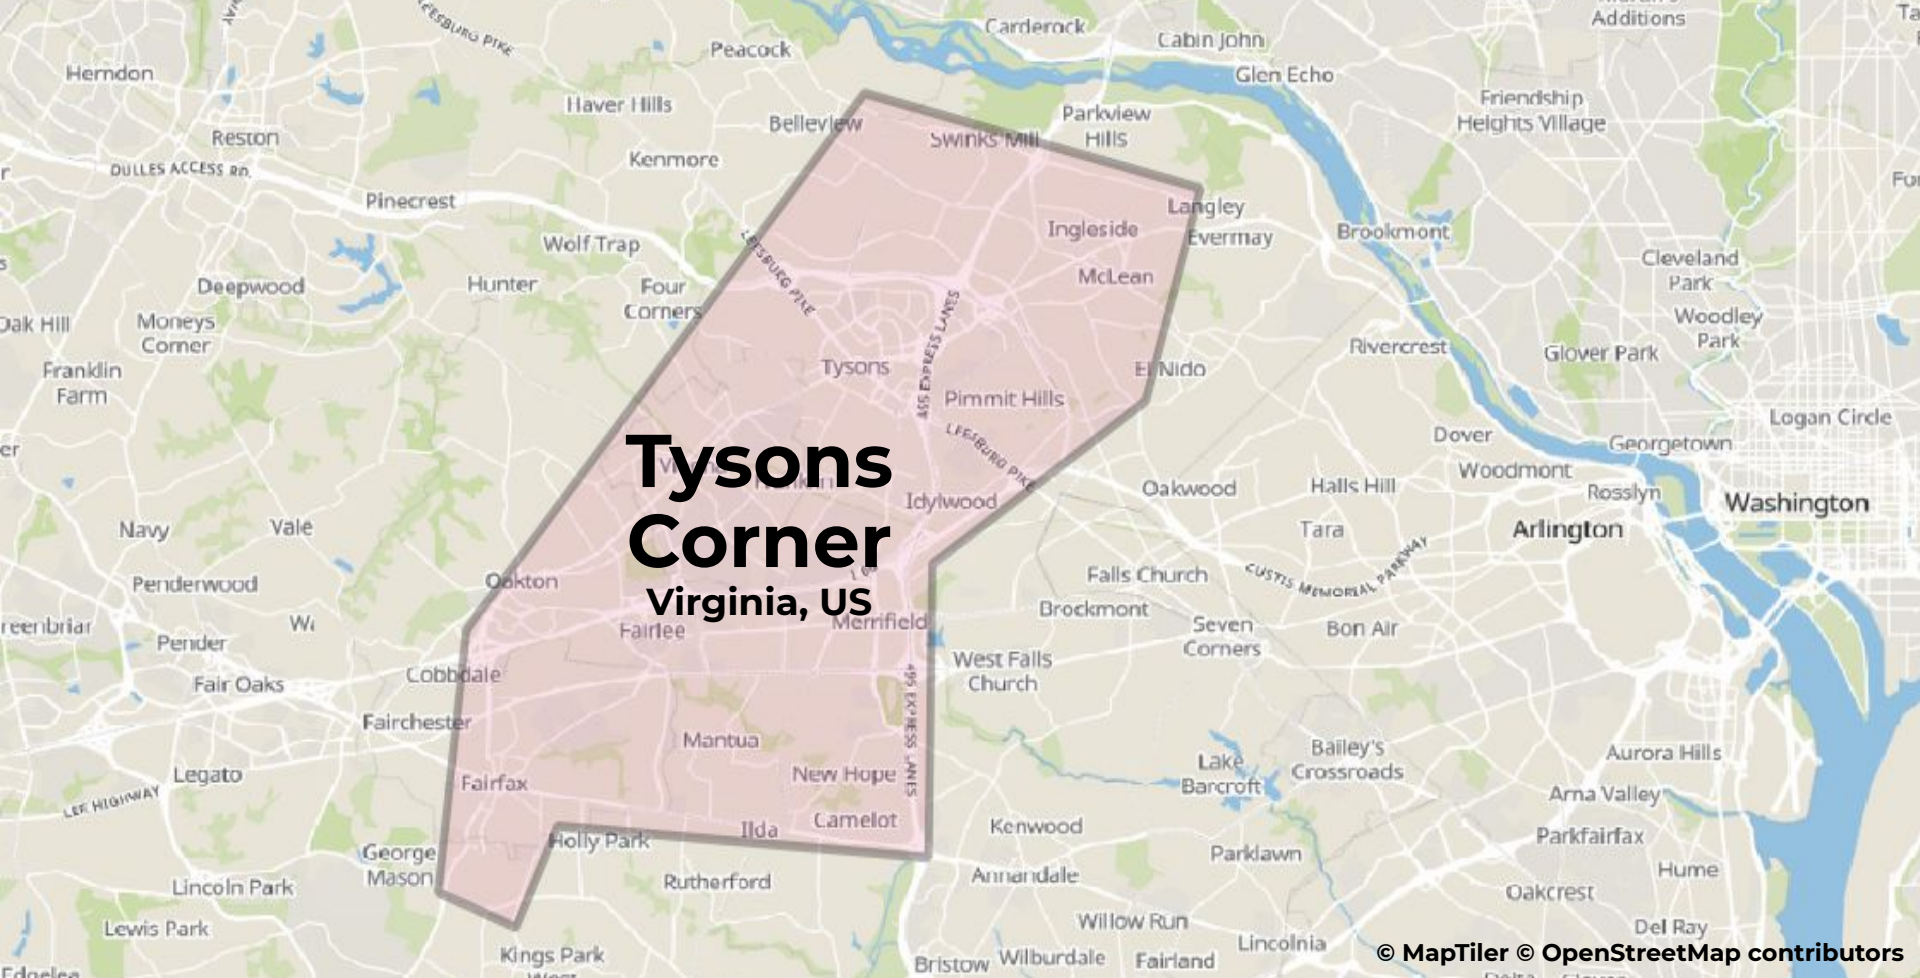 Additions
Carderock
Cabin John
LEESBURG PIKE
Peacock
Herndon
Glen Echo
Haver Hills
Friendship
Heights Village
Parkview
Hills
Belleview
Reston
Swinks Mill
Kenmore
DULLES ACCESS RD.
Pinecrest
Langley
Ingleside
Evermay
Brookmont
Wolf Trap
LEESBURG PIKE
Cleveland
Park
McLean
Deepwood
Hunter
Four
Corners
Oak Hill
Moneys
Corner
Woodley
Park
Rivercrest
Glover Park
Franklin
Farm
Tysons
495 EXPRESS LANES
El Nido
Pimmit Hills
Logan Circle
LEESBURG PIKE
Dover
Georgetown
Tysons
Corner
Virginia, US
Woodmont
Idylwood
Oakwood
Halls Hill
Rosslyn
Washington
Navy
Vale
Tara
Arlington
Penderwood
Oakton
Falls Church
CUSTIS MEMORIAL PARKWAY
Brockmont
reenbriar
Pender
Fairlee
Merrifield
Seven
Corners
Bon Air
West Falls
Church
Cobbdale
Fair Oaks
495 EXPRESS LANES
Fairchester
Mantua
Bailey's
Crossroads
Aurora Hills
Legato
Fairfax
New Hope
Lake
Barcroft
LEE HIGHWAY
Arna Valley
Ilda
Camelot
Kenwood
Holly Park
Parkfairfax
George
Mason
Parklawn
Hume
Lincoln Park
Rutherford
Annandale
Oakcrest
Lewis Park
Willow Run
Del Ray
Lincolnia
Kings Park
West
Bristow
Wilburdale
Fairland
© MapTiler © OpenStreetMap contributors